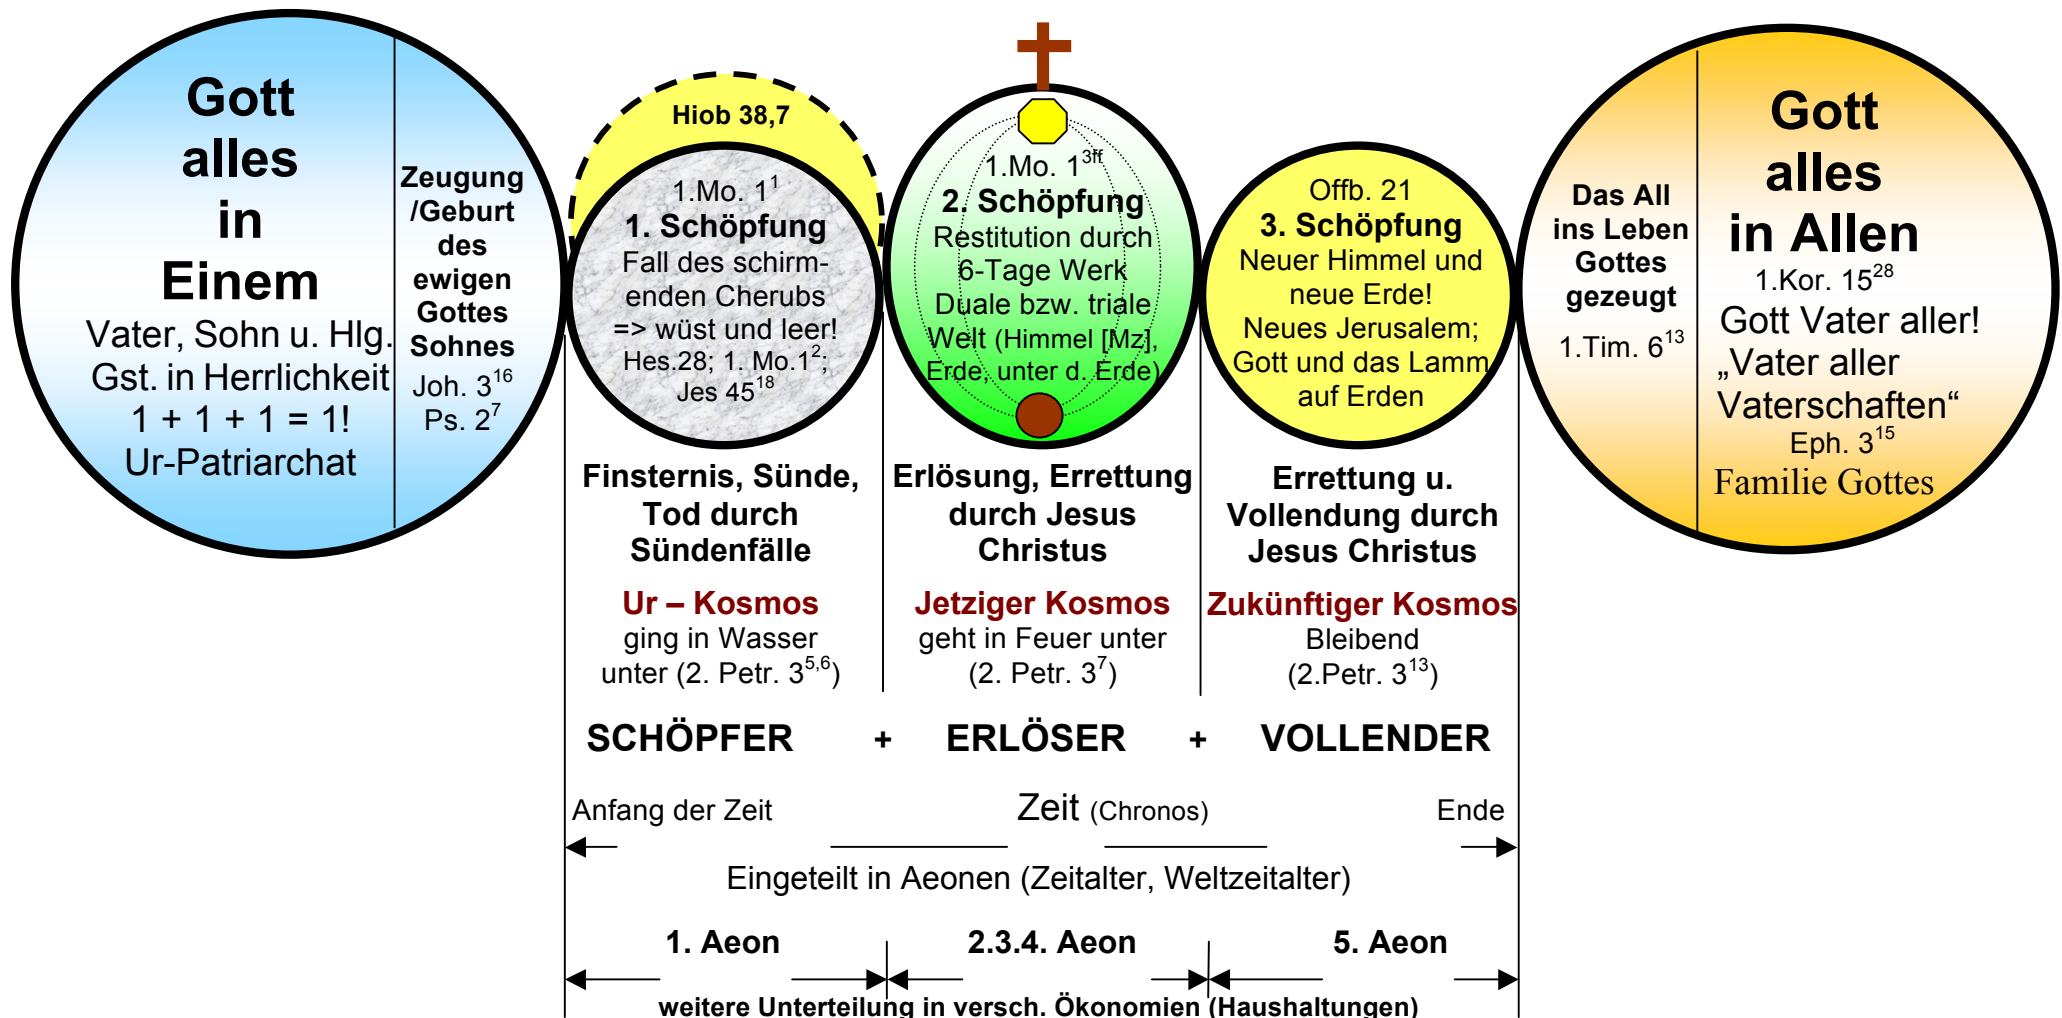 Gott
alles
in
Einem
Vater, Sohn u. Hlg.
Gst. in Herrlichkeit
1 + 1 + 1 = 1!
Ur-Patriarchat
Zeugung
/Geburt
des
ewigen
Gottes
Sohnes
Joh. 3¹⁶
Ps. 2⁷
Hiob 38,7
1.Mo. 1¹
1. Schöpfung
Fall des schirm-
enden Cherubs
=> wüst und leer!
Hes.28; 1. Mo.1²;
Jes 45¹⁸
1.Mo. 1³ᶠᶠ
2. Schöpfung
Restitution durch
6-Tage Werk
Duale bzw. triale
Welt (Himmel [Mz],
Erde, unter d. Erde)
Offb. 21
3. Schöpfung
Neuer Himmel und
neue Erde!
Neues Jerusalem;
Gott und das Lamm
auf Erden
Das All
ins Leben
Gottes
gezeugt
1.Tim. 6¹³
Gott
alles
in Allen
1.Kor. 15²⁸
Gott Vater aller!
„Vater aller
Vaterschaften“
Eph. 3¹⁵
Familie Gottes
Finsternis, Sünde,
Tod durch
Sündenfälle
Ur – Kosmos
ging in Wasser
unter (2. Petr. 3⁵,⁶)
Erlösung, Errettung
durch Jesus
Christus
Jetziger Kosmos
geht in Feuer unter
(2. Petr. 3⁷)
Errettung u.
Vollendung durch
Jesus Christus
Zukünftiger Kosmos
Bleibend
(2.Petr. 3¹³)
SCHÖPFER + ERLÖSER + VOLLENDER
Anfang der Zeit Zeit (Chronos) Ende
Eingeteilt in Aeonen (Zeitalter, Weltzeitalter)
1. Aeon 2.3.4. Aeon 5. Aeon
weitere Unterteilung in versch. Ökonomien (Haushaltungen)